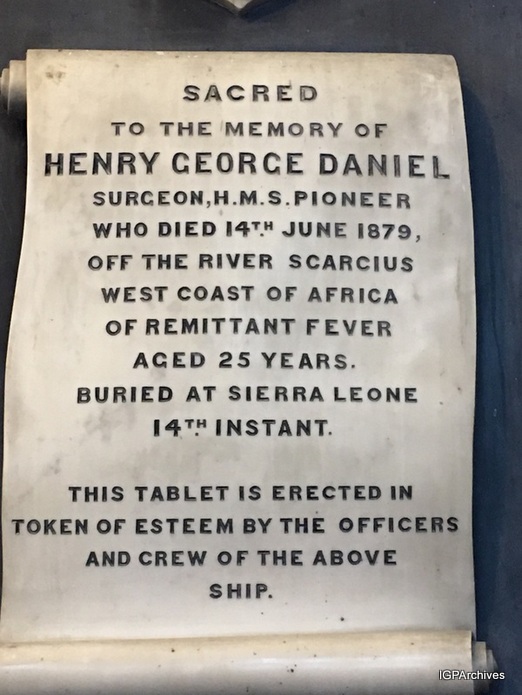 SACRED
TO THE MEMORY OF
HENRY GEORGE DANIEL
SURGEON, H.M.S. PIONEER
WHO DIED 14TH JUNE 1879,
OFF THE RIVER SCARCIUS
WEST COAST OF AFRICA
OF REMITTANT FEVER
AGED 25 YEARS.
BURIED AT SIERRA LEONE
14TH INSTANT.
THIS TABLET IS ERECTED IN
TOKEN OF ESTEEM BY THE OFFICERS
AND CREW OF THE ABOVE
SHIP.
IGPArchives